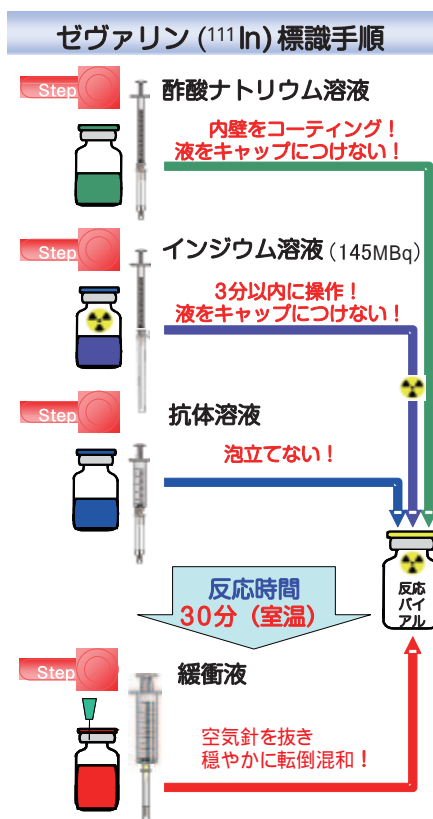 ゼヴァリン (¹¹¹In) 標識手順
Step
酢酸ナトリウム溶液
内壁をコーティング！
液をキャップにつけない！
Step
インジウム溶液 (145MBq)
3分以内に操作！
液をキャップにつけない！
Step
抗体溶液
泡立てない！
反応
バイ
アル
反応時間
30分（室温）
Step
緩衝液
空気針を抜き
穏やかに転倒混和！